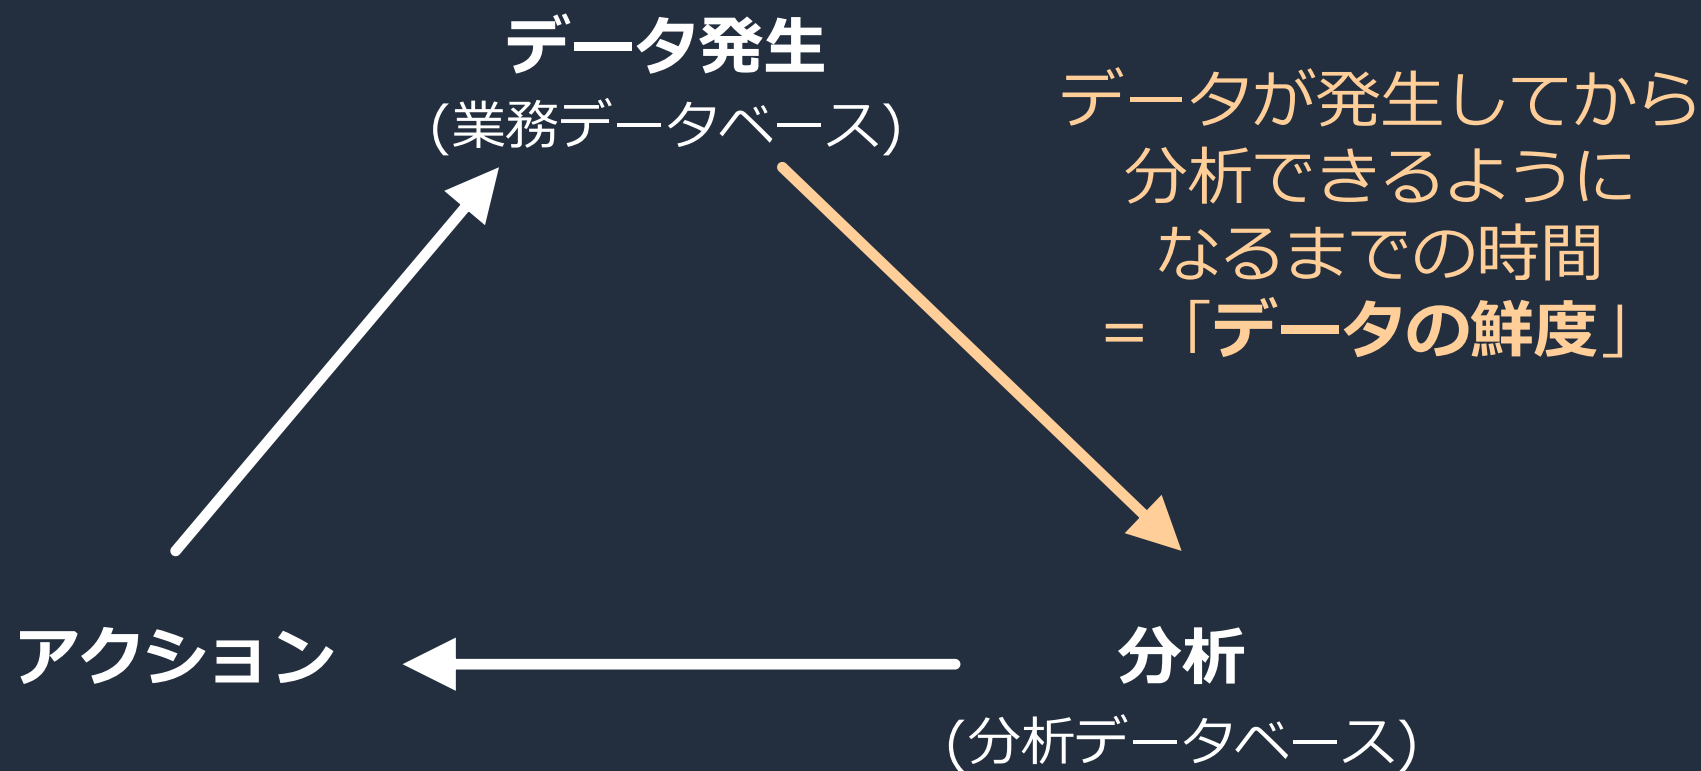 データ発生
(業務データベース)
データが発生してから
分析できるように
なるまでの時間
=「データの鮮度」
アクション
分析
(分析データベース)